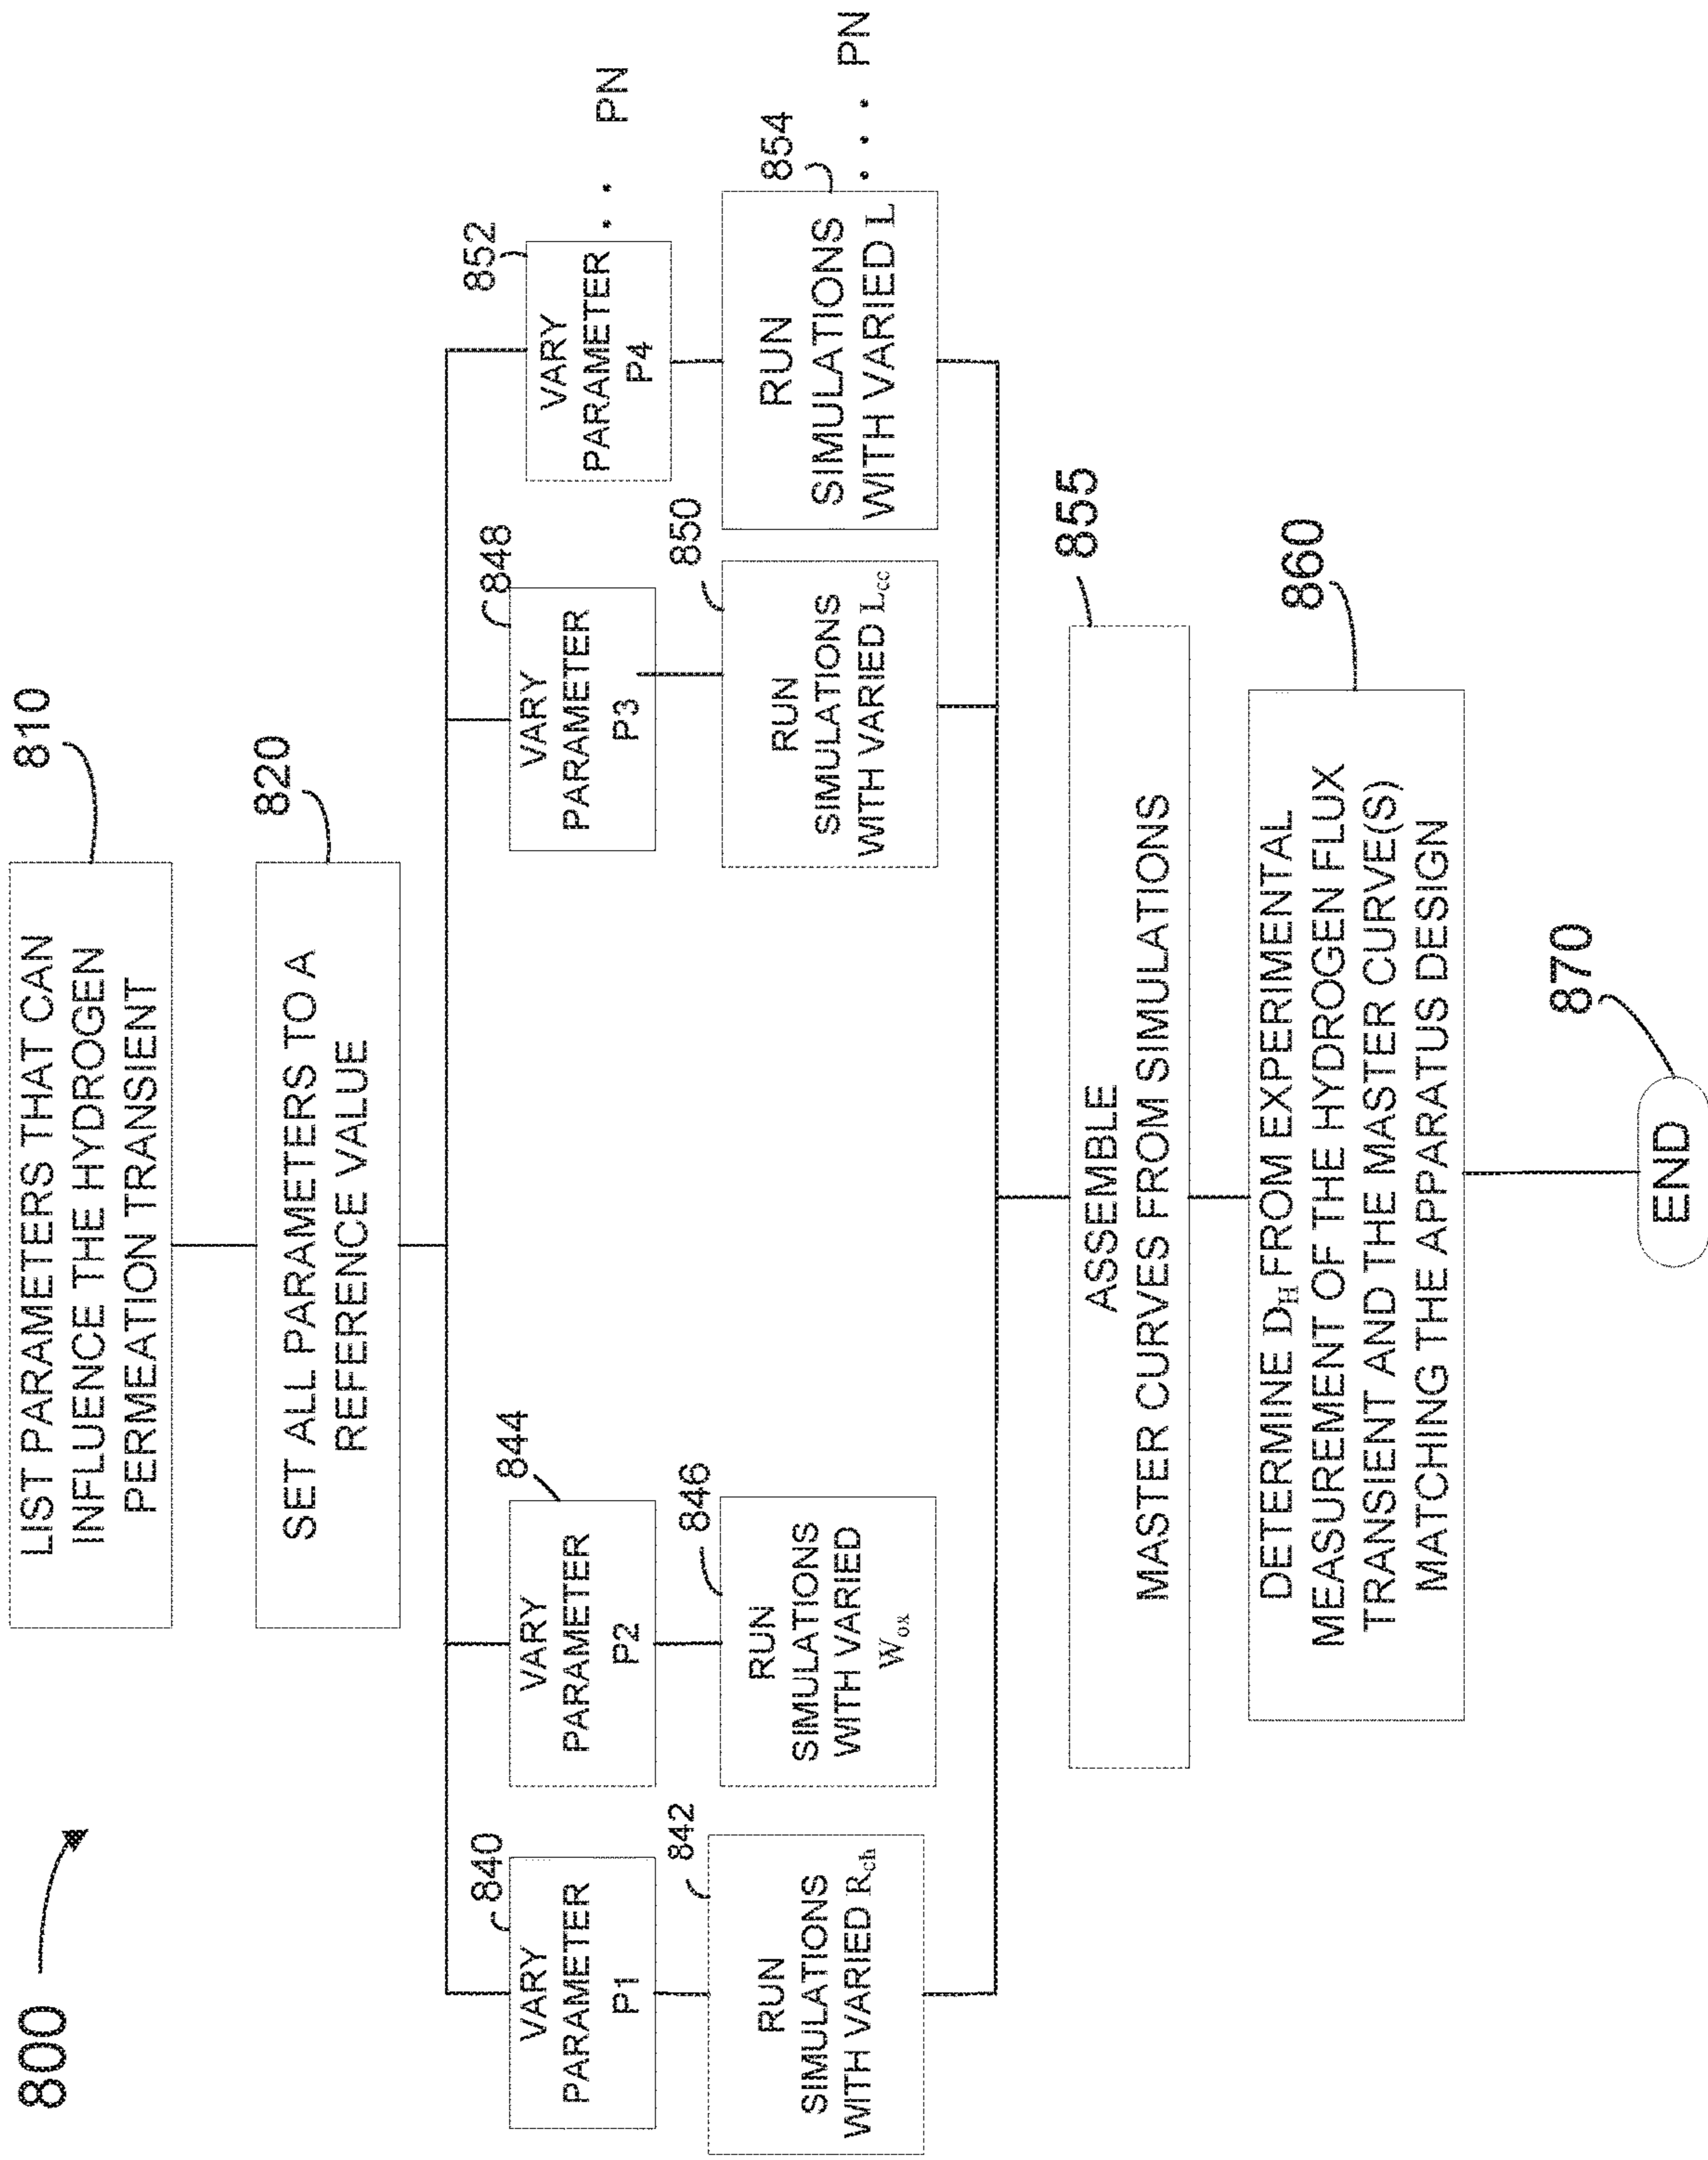 800
810
LIST PARAMETERS THAT CAN
INFLUENCE THE HYDROGEN
PERMEATION TRANSIENT
820
SET ALL PARAMETERS TO A
REFERENCE VALUE
840
VARY
PARAMETER
P1
844
VARY
PARAMETER
P2
848
VARY
PARAMETER
P3
852
VARY
PARAMETER
P4
. . PN
842
RUN
SIMULATIONS
WITH VARIED Rch
846
RUN
SIMULATIONS
WITH VARIED
Wox
850
RUN
SIMULATIONS
WITH VARIED Lcc
854
RUN
SIMULATIONS
WITH VARIED L
. . . PN
855
ASSEMBLE
MASTER CURVES FROM SIMULATIONS
860
DETERMINE DH FROM EXPERIMENTAL
MEASUREMENT OF THE HYDROGEN FLUX
TRANSIENT AND THE MASTER CURVE(S)
MATCHING THE APPARATUS DESIGN
870
END